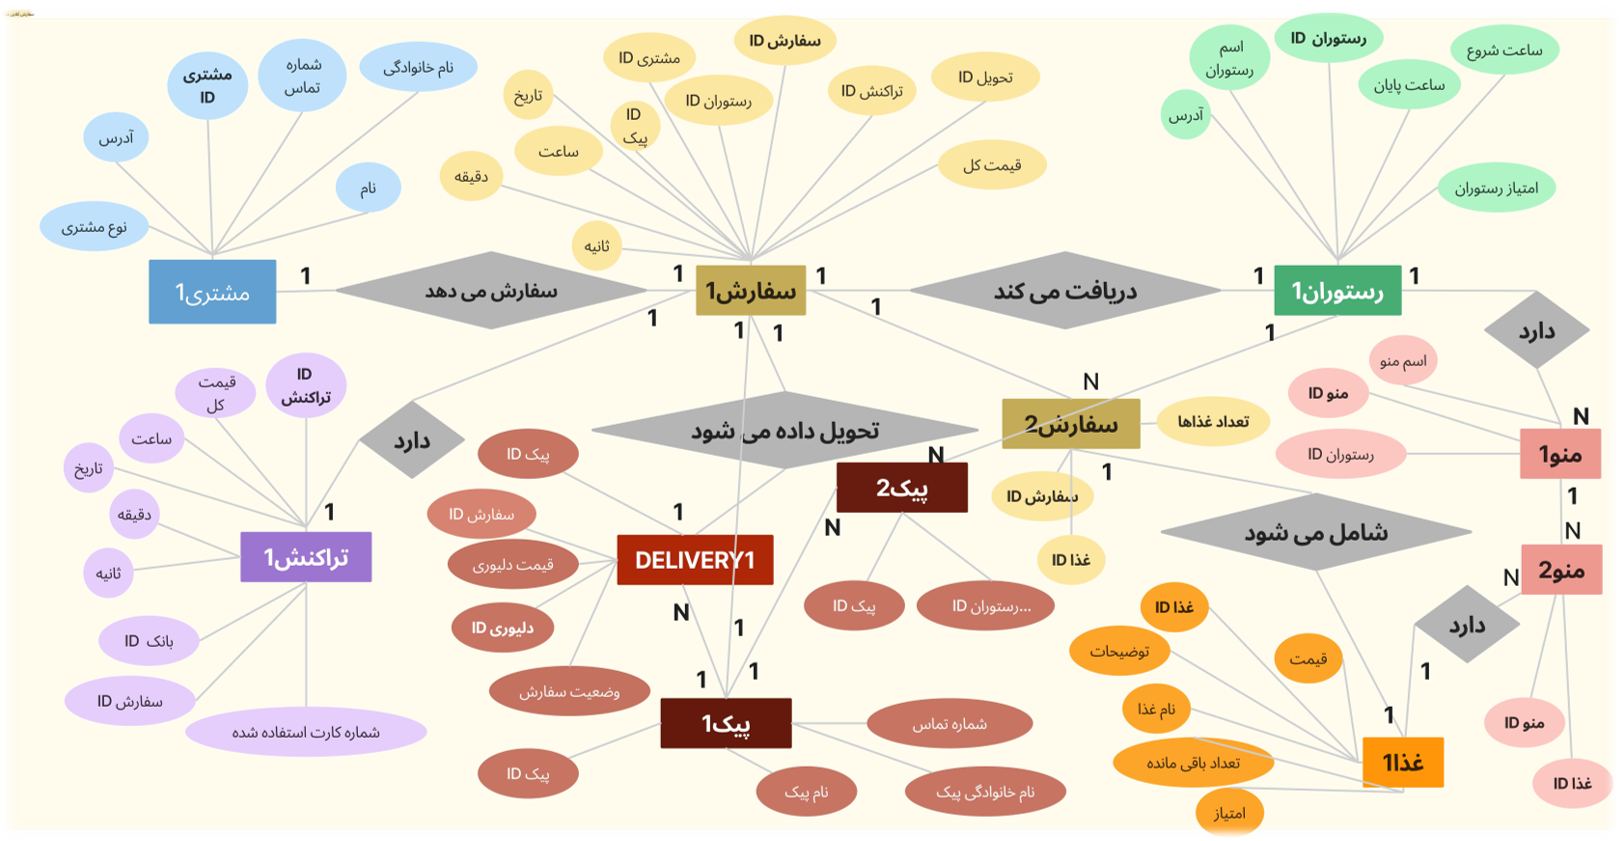 سفارش آنلاین
مشتری
ID
شماره
تماس
نام خانوادگی
آدرس
نام
نوع مشتری
مشتری1
1
سفارش می دهد
1
سفارش ID
مشتری ID
تاریخ
رستوران ID
ID
پیک
تراکنش ID
تحویل ID
ساعت
دقیقه
قیمت کل
ثانیه
سفارش1
1
دریافت می کند
1
رستوران ID
اسم
رستوران
ساعت شروع
ساعت پایان
آدرس
امتیاز رستوران
رستوران1
1
دارد
1
1
1
1
1
N
اسم منو
منو ID
رستوران ID
N
منو1
1
N
منو2
ID
تراکنش
قیمت
کل
ساعت
تاریخ
دقیقه
ثانیه
دارد
1
تراکنش1
بانک ID
سفارش ID
شماره کارت استفاده شده
تحویل داده می شود
پیک ID
سفارش ID
قیمت دلیوری
دلیوری ID
وضعیت سفارش
1
DELIVERY1
N
1
1
1
N
پیک2
N
پیک ID
رستوران ID...
سفارش2
تعداد غذاها
سفارش ID
غذا ID
1
شامل می شود
N
دارد
1
1
منو ID
غذا ID
غذا ID
توضیحات
قیمت
نام غذا
تعداد باقی مانده
امتیاز
غذا1
پیک1
شماره تماس
پیک ID
نام پیک
نام خانوادگی پیک